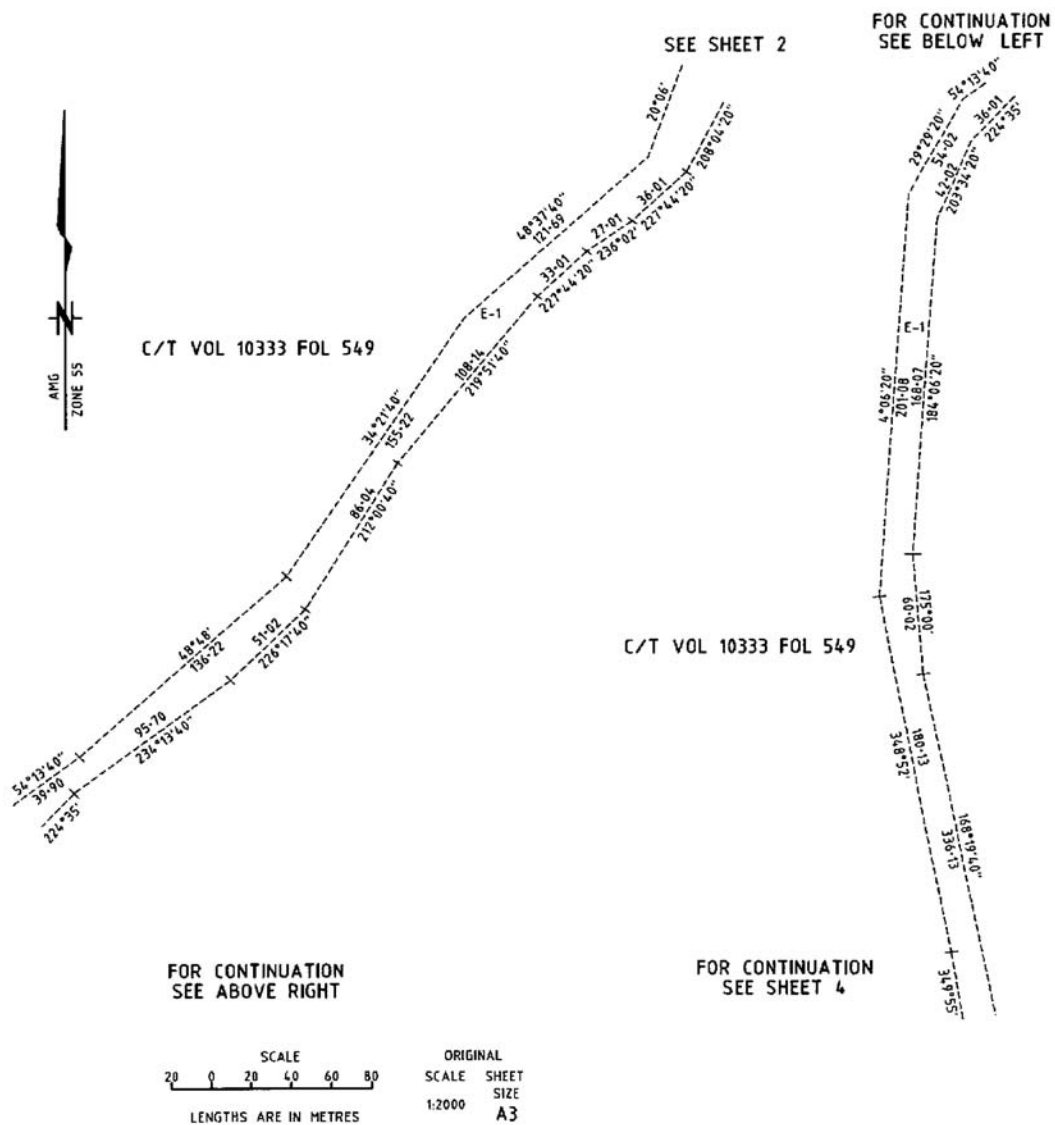 FOR CONTINUATION
SEE BELOW LEFT
SEE SHEET 2
20°06'
208°04'20"
48°37'40"
121·69
36·01
227°44'20"
27·01
236°02'
33·01
227°44'20"
E-1
C/T VOL 10333 FOL 549
AMG
ZONE 55
108·14
219°51'40"
34°21'40"
155·22
86·04
212°00'40"
51·02
226°17'40"
48°48'
136·22
95·70
234°13'40"
54°13'40"
39·90
224°35'
54°13'40"
36·01
224°35'
29°29'20"
54·02
42·02
203°34'20"
E-1
4°06'20"
201·08
168·07
184°06'20"
175°00'
60·02
C/T VOL 10333 FOL 549
180·13
348°52'
168°19'40"
336·13
349°55'
FOR CONTINUATION
SEE ABOVE RIGHT
FOR CONTINUATION
SEE SHEET 4
SCALE
20 0 20 40 60 80
LENGTHS ARE IN METRES
ORIGINAL
SCALE SHEET
SIZE
1:2000 A3